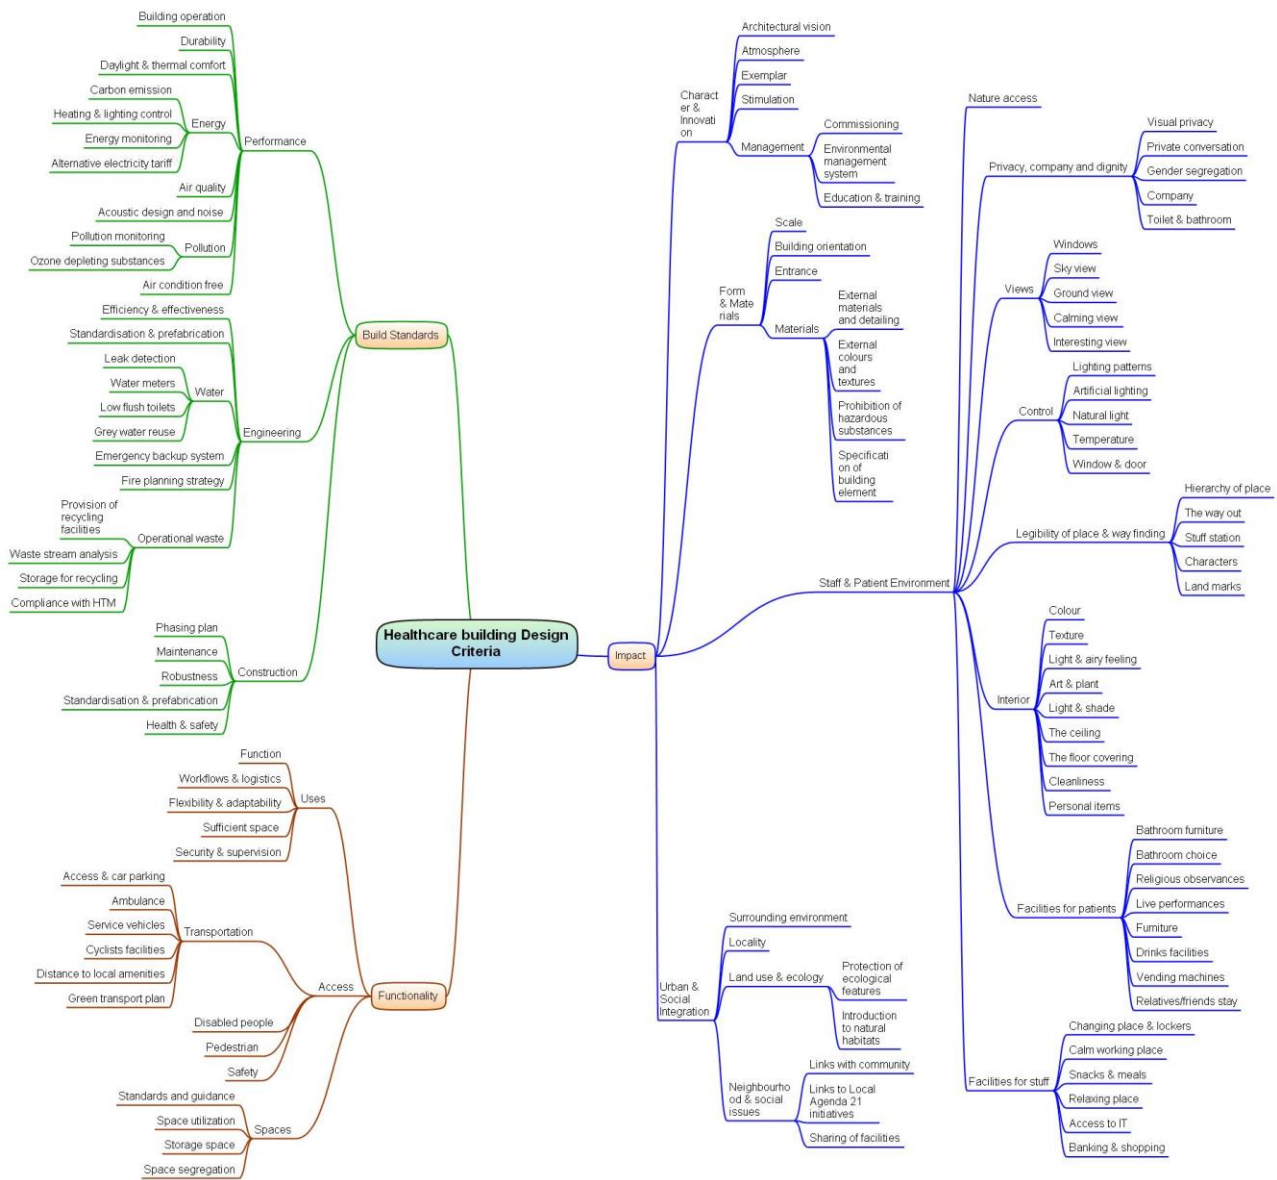 Healthcare building Design
Criteria
Build Standards
Performance
Building operation
Durability
Daylight & thermal comfort
Energy
Carbon emission
Heating & lighting control
Energy monitoring
Alternative electricity tariff
Air quality
Acoustic design and noise
Pollution
Pollution monitoring
Ozone depleting substances
Air condition free
Engineering
Efficiency & effectiveness
Standardisation & prefabrication
Water
Leak detection
Water meters
Low flush toilets
Grey water reuse
Emergency backup system
Fire planning strategy
Operational waste
Provision of
recycling
facilities
Waste stream analysis
Storage for recycling
Compliance with HTM
Construction
Phasing plan
Maintenance
Robustness
Standardisation & prefabrication
Health & safety
Functionality
Uses
Function
Workflows & logistics
Flexibility & adaptability
Sufficient space
Security & supervision
Access
Transportation
Access & car parking
Ambulance
Service vehicles
Cyclists facilities
Distance to local amenities
Green transport plan
Disabled people
Pedestrian
Safety
Spaces
Standards and guidance
Space utilization
Storage space
Space segregation
Impact
Charact
er &
Innovati
on
Architectural vision
Atmosphere
Exemplar
Stimulation
Management
Commissioning
Environmental
management
system
Education & training
Form
& Mate
rials
Scale
Building orientation
Entrance
Materials
External
materials
and detailing
External
colours
and
textures
Prohibition of
hazardous
substances
Specificati
on of
building
element
Staff & Patient Environment
Nature access
Privacy, company and dignity
Visual privacy
Private conversation
Gender segregation
Company
Toilet & bathroom
Views
Windows
Sky view
Ground view
Calming view
Interesting view
Control
Lighting patterns
Artificial lighting
Natural light
Temperature
Window & door
Legibility of place & way finding
Hierarchy of place
The way out
Stuff station
Characters
Land marks
Interior
Colour
Texture
Light & airy feeling
Art & plant
Light & shade
The ceiling
The floor covering
Cleanliness
Personal items
Facilities for patients
Bathroom furniture
Bathroom choice
Religious observances
Live performances
Furniture
Drinks facilities
Vending machines
Relatives/friends stay
Facilities for stuff
Changing place & lockers
Calm working place
Snacks & meals
Relaxing place
Access to IT
Banking & shopping
Urban &
Social
Integration
Surrounding environment
Locality
Land use & ecology
Protection of
ecological
features
Introduction
to natural
habitats
Neighbourho
od & social
issues
Links with community
Links to Local
Agenda 21
initiatives
Sharing of facilities